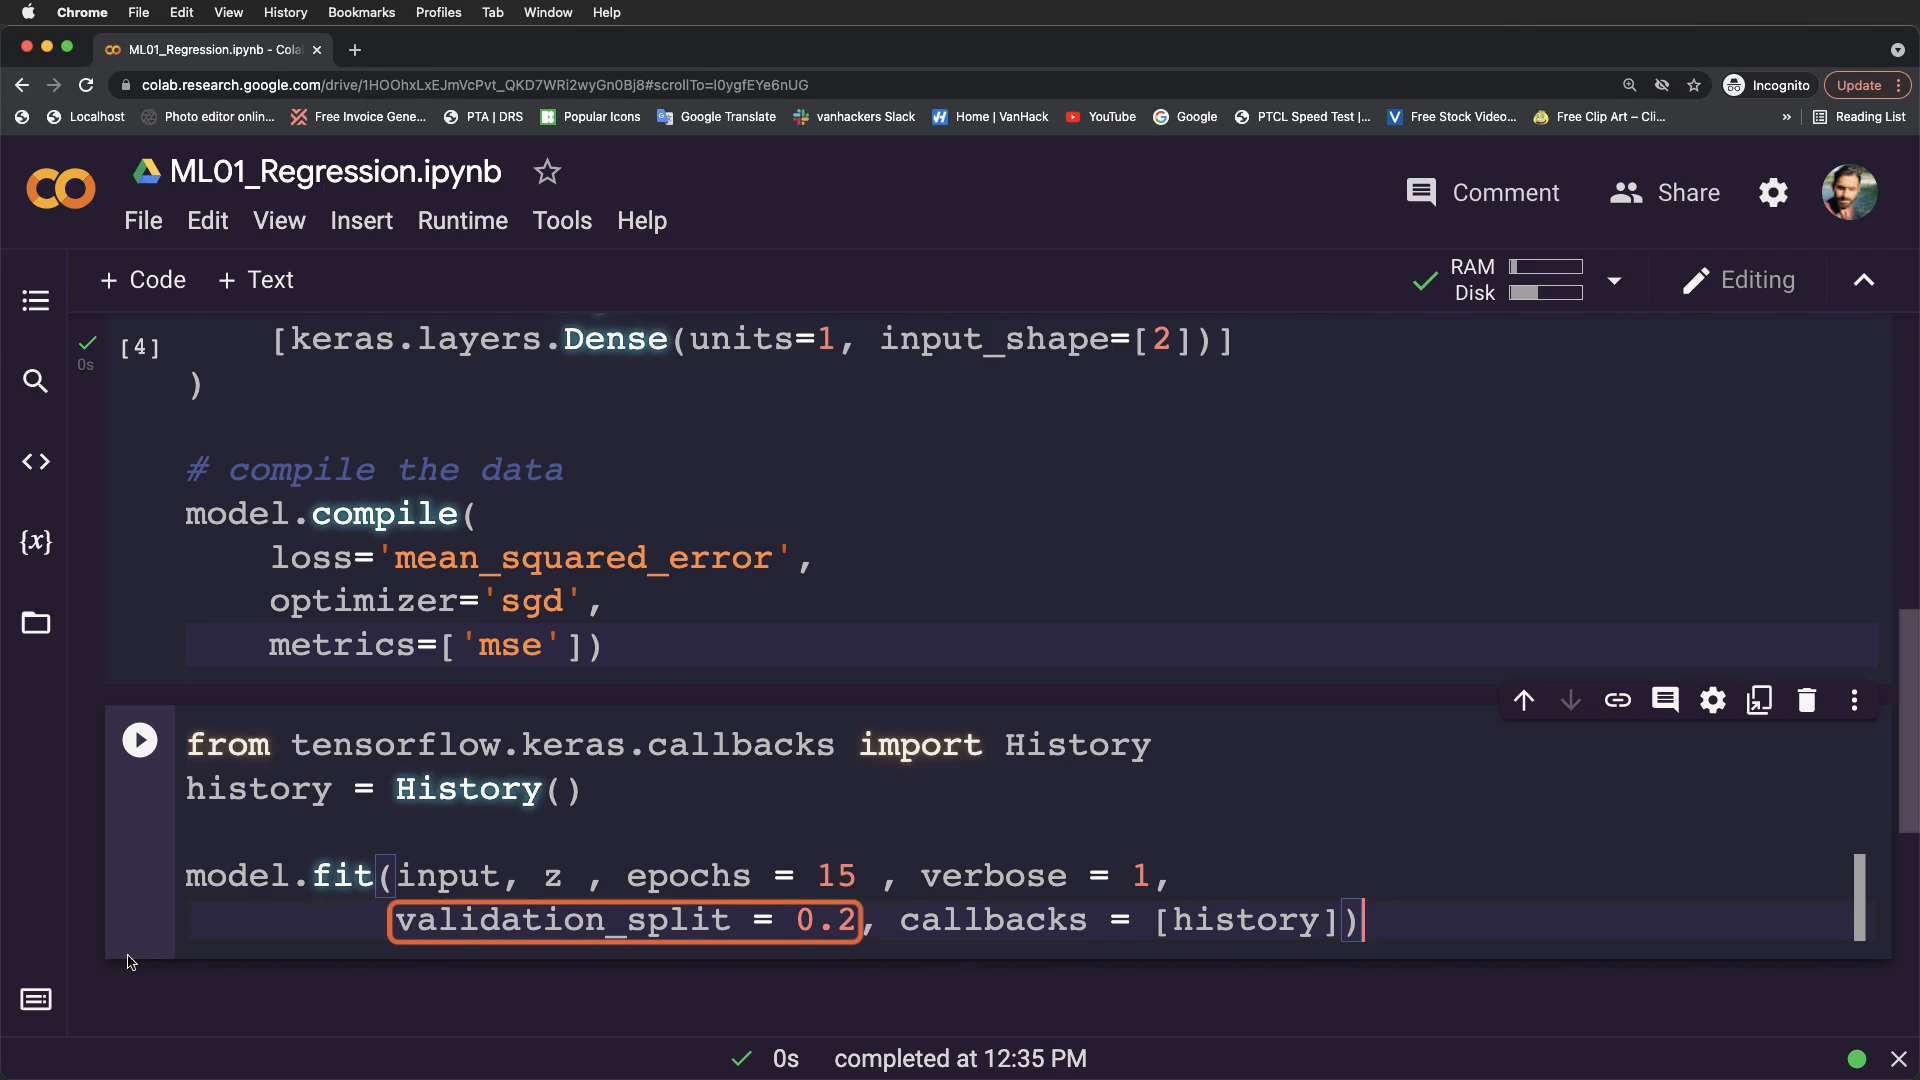 Chrome File Edit View History Bookmarks Profiles Tab Window Help
ML01_Regression.ipynb - Cola
colab.research.google.com/drive/1HOOhxLxEJmVcPvt_QKD7WRi2wyGn0Bj8#scrollTo=I0ygfEYe6nUG
Incognito
Update
Localhost Photo editor onlin... Free Invoice Gene... PTA | DRS Popular Icons Google Translate vanhackers Slack Home | VanHack YouTube Google PTCL Speed Test |... Free Stock Video... Free Clip Art – Cli... » Reading List
ML01_Regression.ipynb
Comment Share
File Edit View Insert Runtime Tools Help
+ Code + Text
RAM
Disk
Editing
[4]
0s
[keras.layers.Dense(units=1, input_shape=[2])]
)
# compile the data
model.compile(
loss='mean_squared_error',
optimizer='sgd',
metrics=['mse'])
from tensorflow.keras.callbacks import History
history = History()
model.fit(input, z , epochs = 15 , verbose = 1,
validation_split = 0.2, callbacks = [history])
0s completed at 12:35 PM